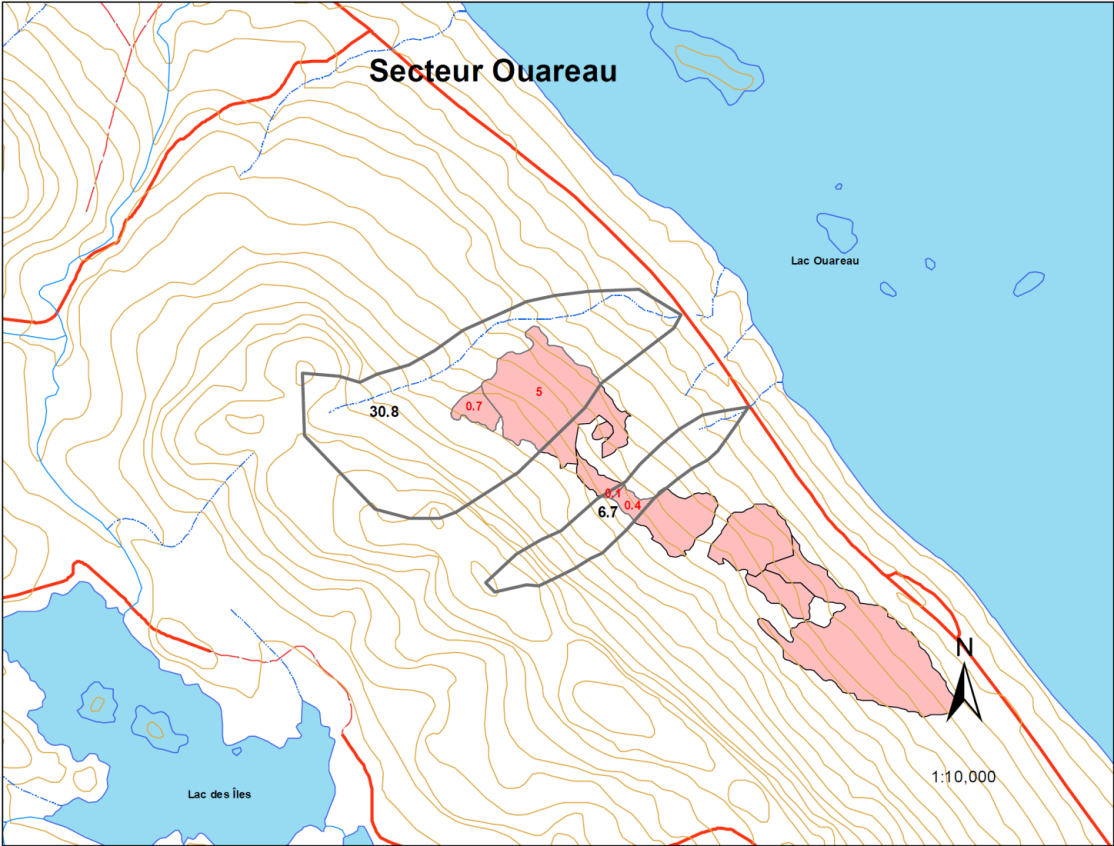 Secteur Ouareau
Lac Ouareau
5
0.7
30.8
0.1
0.4
6.7
N
1:10,000
Lac des Îles